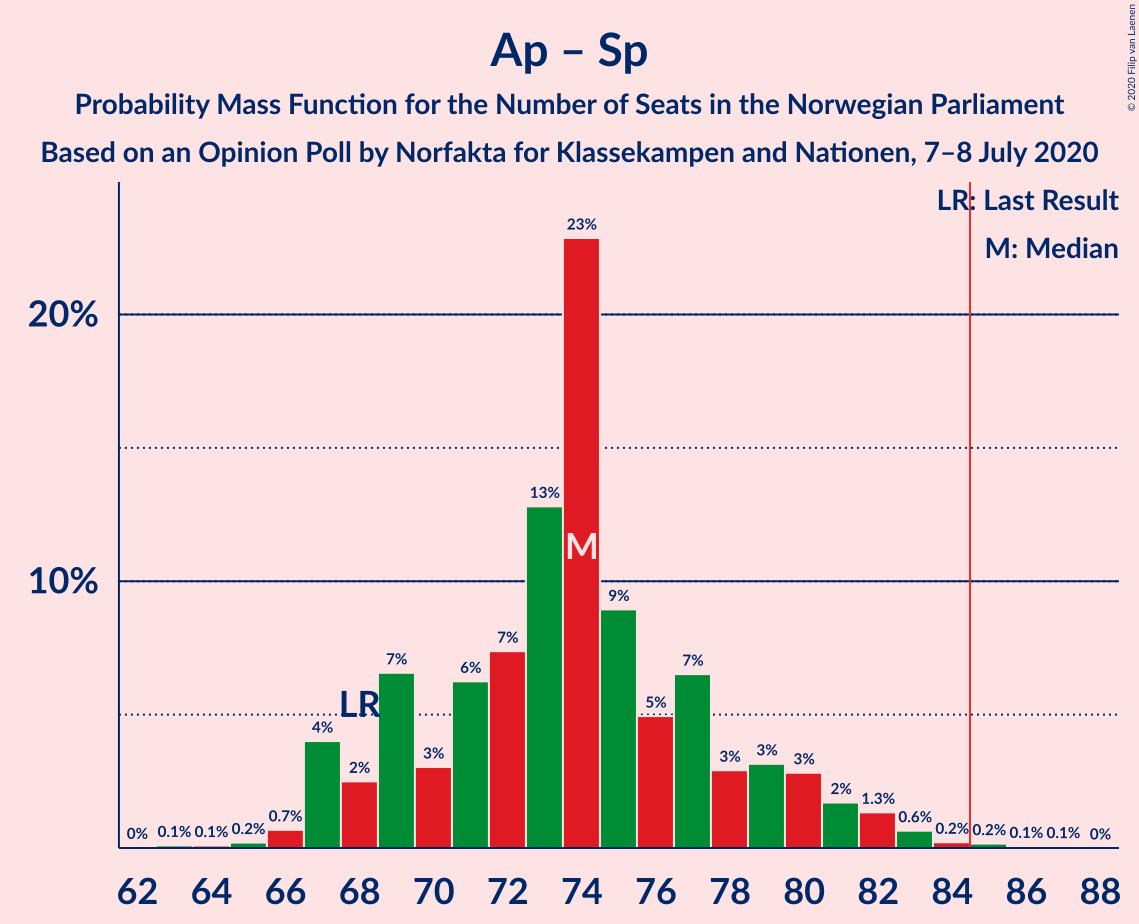 Ap – Sp
Probability Mass Function for the Number of Seats in the Norwegian Parliament
Based on an Opinion Poll by Norfakta for Klassekampen and Nationen, 7–8 July 2020
© 2020 Filip van Laenen
LR: Last Result
M: Median
20%
10%
0% 0.1% 0.1% 0.2% 0.7% 4% 2% 7% 3% 6% 7% 13% 23% 9% 5% 7% 3% 3% 3% 2% 1.3% 0.6% 0.2% 0.2% 0.1% 0.1% 0%
LR
M
62 64 66 68 70 72 74 76 78 80 82 84 86 88